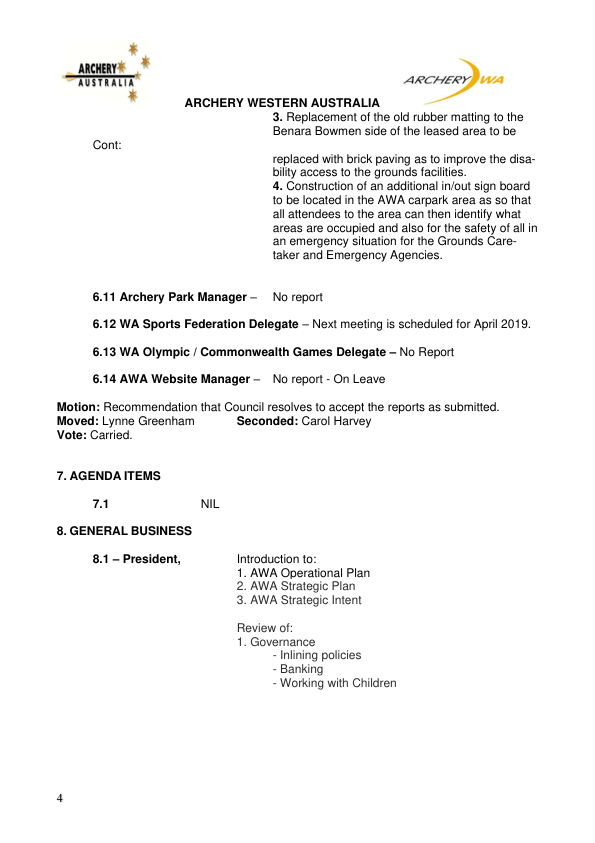 ARCHERY
AUSTRALIA
ARCHERY WA
ARCHERY WESTERN AUSTRALIA
3. Replacement of the old rubber matting to the
Benara Bowmen side of the leased area to be
Cont:
replaced with brick paving as to improve the disa-
bility access to the grounds facilities.
4. Construction of an additional in/out sign board
to be located in the AWA carpark area as so that
all attendees to the area can then identify what
areas are occupied and also for the safety of all in
an emergency situation for the Grounds Care-
taker and Emergency Agencies.
6.11 Archery Park Manager – No report
6.12 WA Sports Federation Delegate – Next meeting is scheduled for April 2019.
6.13 WA Olympic / Commonwealth Games Delegate – No Report
6.14 AWA Website Manager – No report - On Leave
Motion: Recommendation that Council resolves to accept the reports as submitted.
Moved: Lynne Greenham Seconded: Carol Harvey
Vote: Carried.
7. AGENDA ITEMS
7.1 NIL
8. GENERAL BUSINESS
8.1 – President, Introduction to:
1. AWA Operational Plan
2. AWA Strategic Plan
3. AWA Strategic Intent
Review of:
1. Governance
- Inlining policies
- Banking
- Working with Children
4